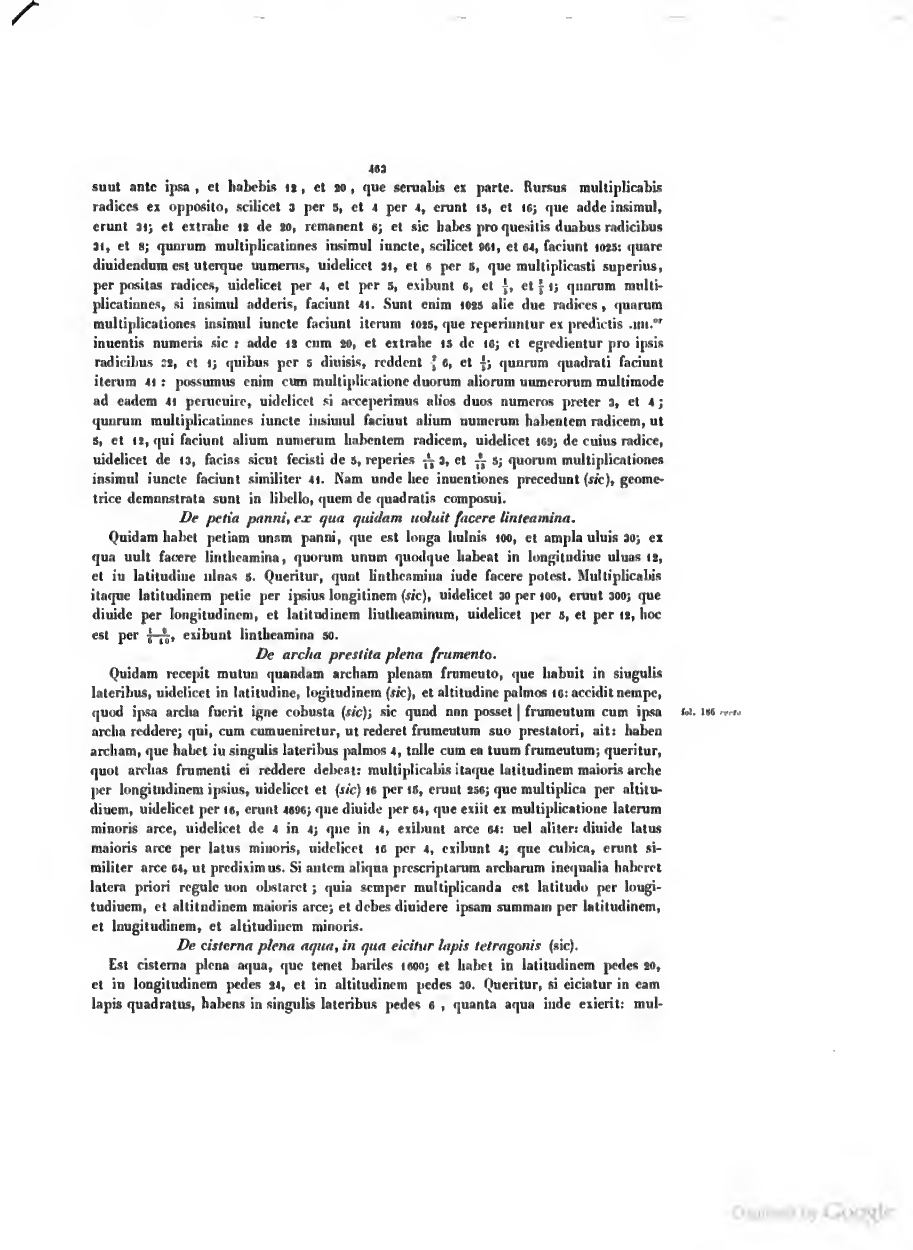 462
sunt ante ipsa , et habebis 12 , et 20 , que seruabis ex parte. Rursus multiplicabis
radices ex opposito, scilicet 3 per 5, et 4 per 4, erunt 15, et 16; que adde insimul,
erunt 31; et extrahe 12 de 20, remanent 8; et sic habes pro quesitis duabus radicibus
31, et 8; quarum multiplicationes insimul iuncte, scilicet 961, et 64, faciunt 1025: quare
diuidendum est uterque numerus, uidelicet 31, et 8 per 5, que multiplicasti superius,
per positas radices, uidelicet per 4, et per 5, exibunt 6, et 1/5, et 3/5 1; quarum multi-
plicationes, si insimul adderis, faciunt 41. Sunt enim 1025 alie due radices , quarum
multiplicationes insimul iuncte faciunt iterum 1025, que reperiuntur ex predictis .IIII.or
inuentis numeris sic : adde 12 cum 20, et extrahe 15 de 16; et egredientur pro ipsis
radicibus 32, et 1; quibus per 5 diuisis, reddent 2/5 6, et 1/5; quarum quadrati faciunt
iterum 41 : possumus enim cum multiplicatione duorum aliorum numerorum multimode
ad eadem 41 peruenire, uidelicet si acceperimus alios duos numeros preter 3, et 4 ;
quarum multiplicationes iuncte insimul faciunt alium numerum habentem radicem, ut
5, et 12, qui faciunt alium numerum habentem radicem, uidelicet 169; de cuius radice,
uidelicet de 13, facias sicut fecisti de 5, reperies 1/13 3, et 8/13 5; quorum multiplicationes
insimul iuncte faciunt similiter 41. Nam unde hee inuentiones precedunt (sic), geome-
trice demonstrata sunt in libello, quem de quadratis composui.
De petia panni, ex qua quidam uoluit facere linteamina.
Quidam habet petiam unam panni, que est longa hulnis 100, et ampla uluis 30; ex
qua uult facere lintheamina, quorum unum quodque habeat in longitudine uluas 12,
et in latitudine ulnas 5. Queritur, quot lintheamina inde facere potest. Multiplicabis
itaque latitudinem petie per ipsius longitinem (sic), uidelicet 30 per 100, erunt 300; que
diuide per longitudinem, et latitudinem lintheaminum, uidelicet per 5, et per 12, hoc
est per 1 0/6 10, exibunt lintheamina 50.
De archa prestita plena frumento.
Quidam recepit mutuo quandam archam plenam frumento, que habuit in singulis
lateribus, uidelicet in latitudine, logitudinem (sic), et altitudine palmos 16: accidit nempe,
quod ipsa archa fuerit igne cobusta (sic); sic quod non posset | frumentum cum ipsa fol. 186 recto
archa reddere; qui, cum cumueniretur, ut rederet frumentum suo prestatori, ait: haben
archam, que habet in singulis lateribus palmos 4, tolle cum ea tuum frumentum; queritur,
quot archas frumenti ei reddere debeat: multiplicabis itaque latitudinem maioris arche
per longitudinem ipsius, uidelicet et (sic) 16 per 16, erunt 256; que multiplica per altitu-
dinem, uidelicet per 16, erunt 4096; que diuide per 64, que exiit ex multiplicatione laterum
minoris arce, uidelicet de 4 in 4; que in 4, exibunt arce 64: uel aliter: diuide latus
maioris arce per latus minoris, uidelicet 16 per 4, exibunt 4; que cubica, erunt si-
militer arce 64, ut prediximus. Si autem aliqua prescriptarum archarum inequalia haberet
latera priori regule non obstaret ; quia semper multiplicanda est latitudo per longi-
tudinem, et altitudinem maioris arce; et debes diuidere ipsam summam per latitudinem,
et longitudinem, et altitudinem minoris.
De cisterna plena aqua, in qua eicitur lapis tetragonis (sic).
Est cisterna plena aqua, que tenet bariles 1600; et habet in latitudinem pedes 20,
et in longitudinem pedes 24, et in altitudinem pedes 30. Queritur, si eiciatur in eam
lapis quadratus, habens in singulis lateribus pedes 6 , quanta aqua inde exierit: mul-
Digitized by Google